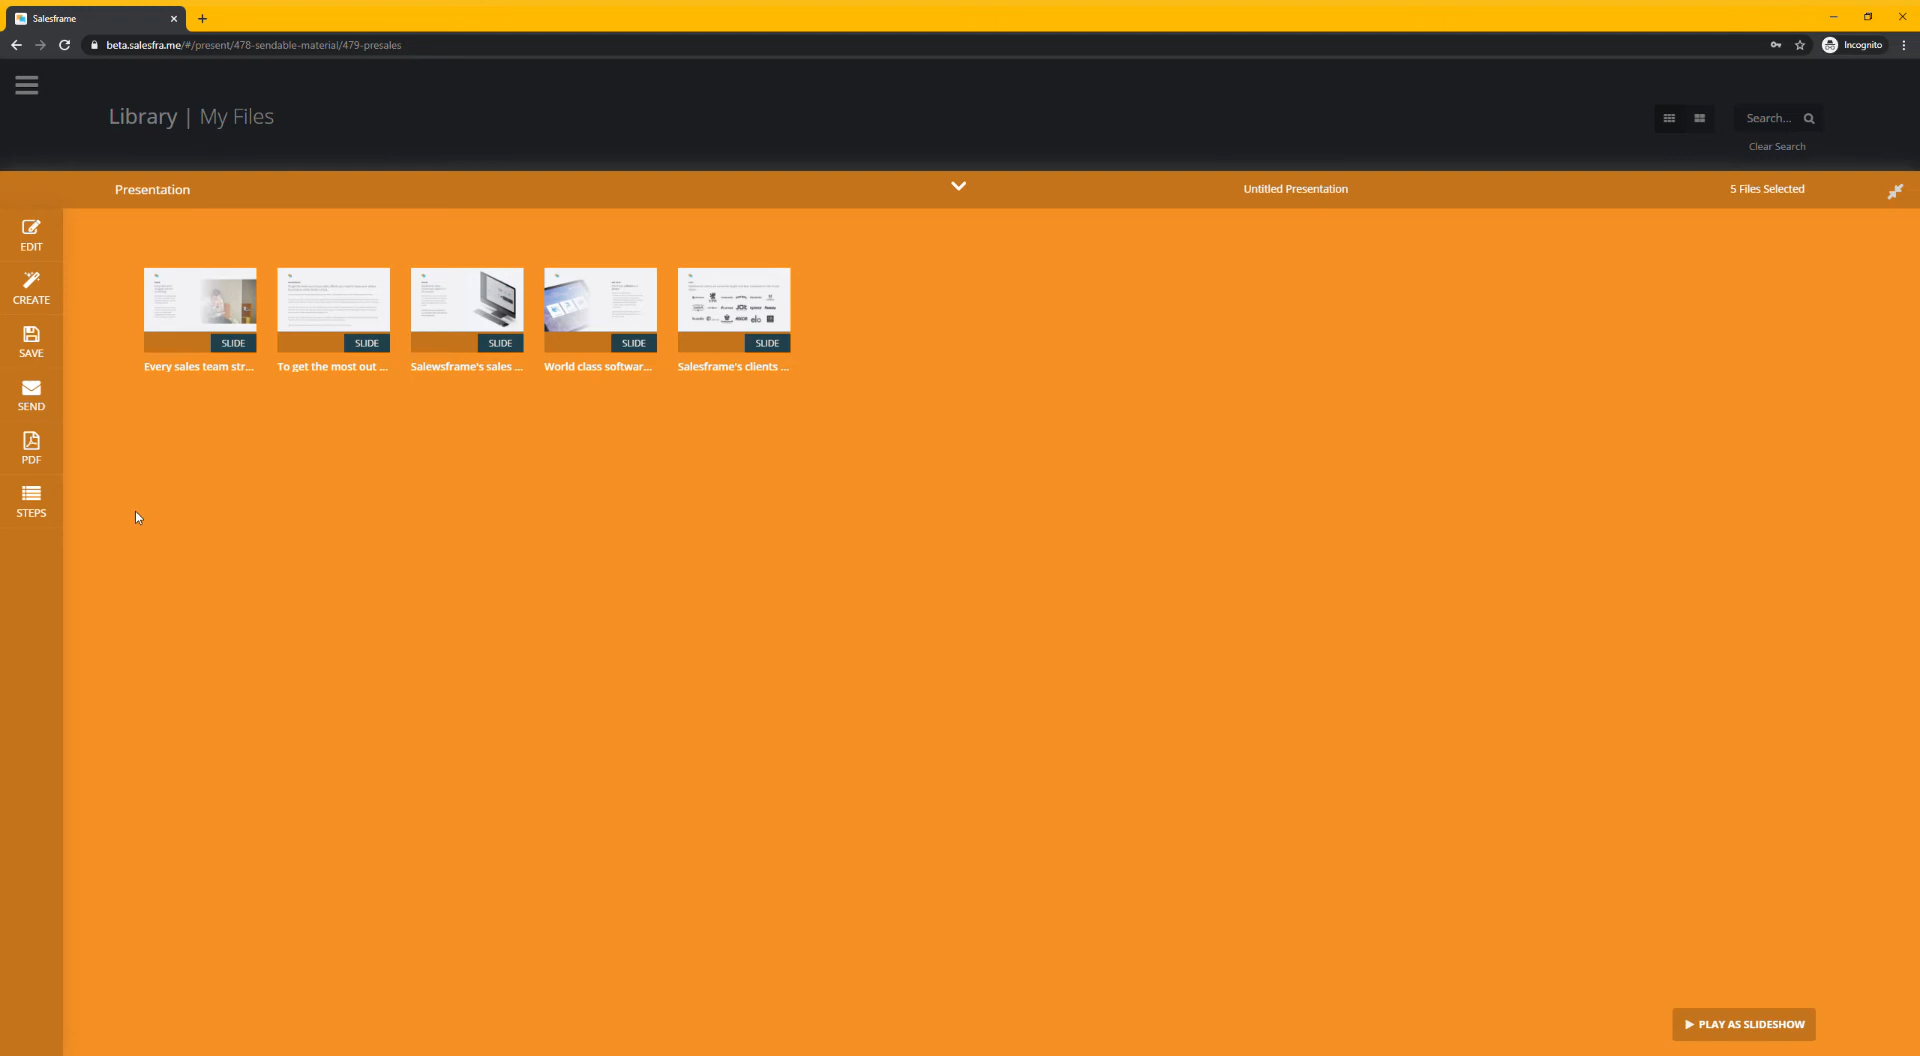 Salesframe
beta.salesfra.me/#/present/478-sendable-material/479-presales
Incognito
Library | My Files
Search...
Clear Search
Presentation
Untitled Presentation
5 Files Selected
EDIT
CREATE
SAVE
SEND
PDF
STEPS
SLIDE
SLIDE
SLIDE
SLIDE
SLIDE
Every sales team str...
To get the most out ...
Salewsframe's sales ...
World class softwar...
Salesframe's clients ...
PLAY AS SLIDESHOW